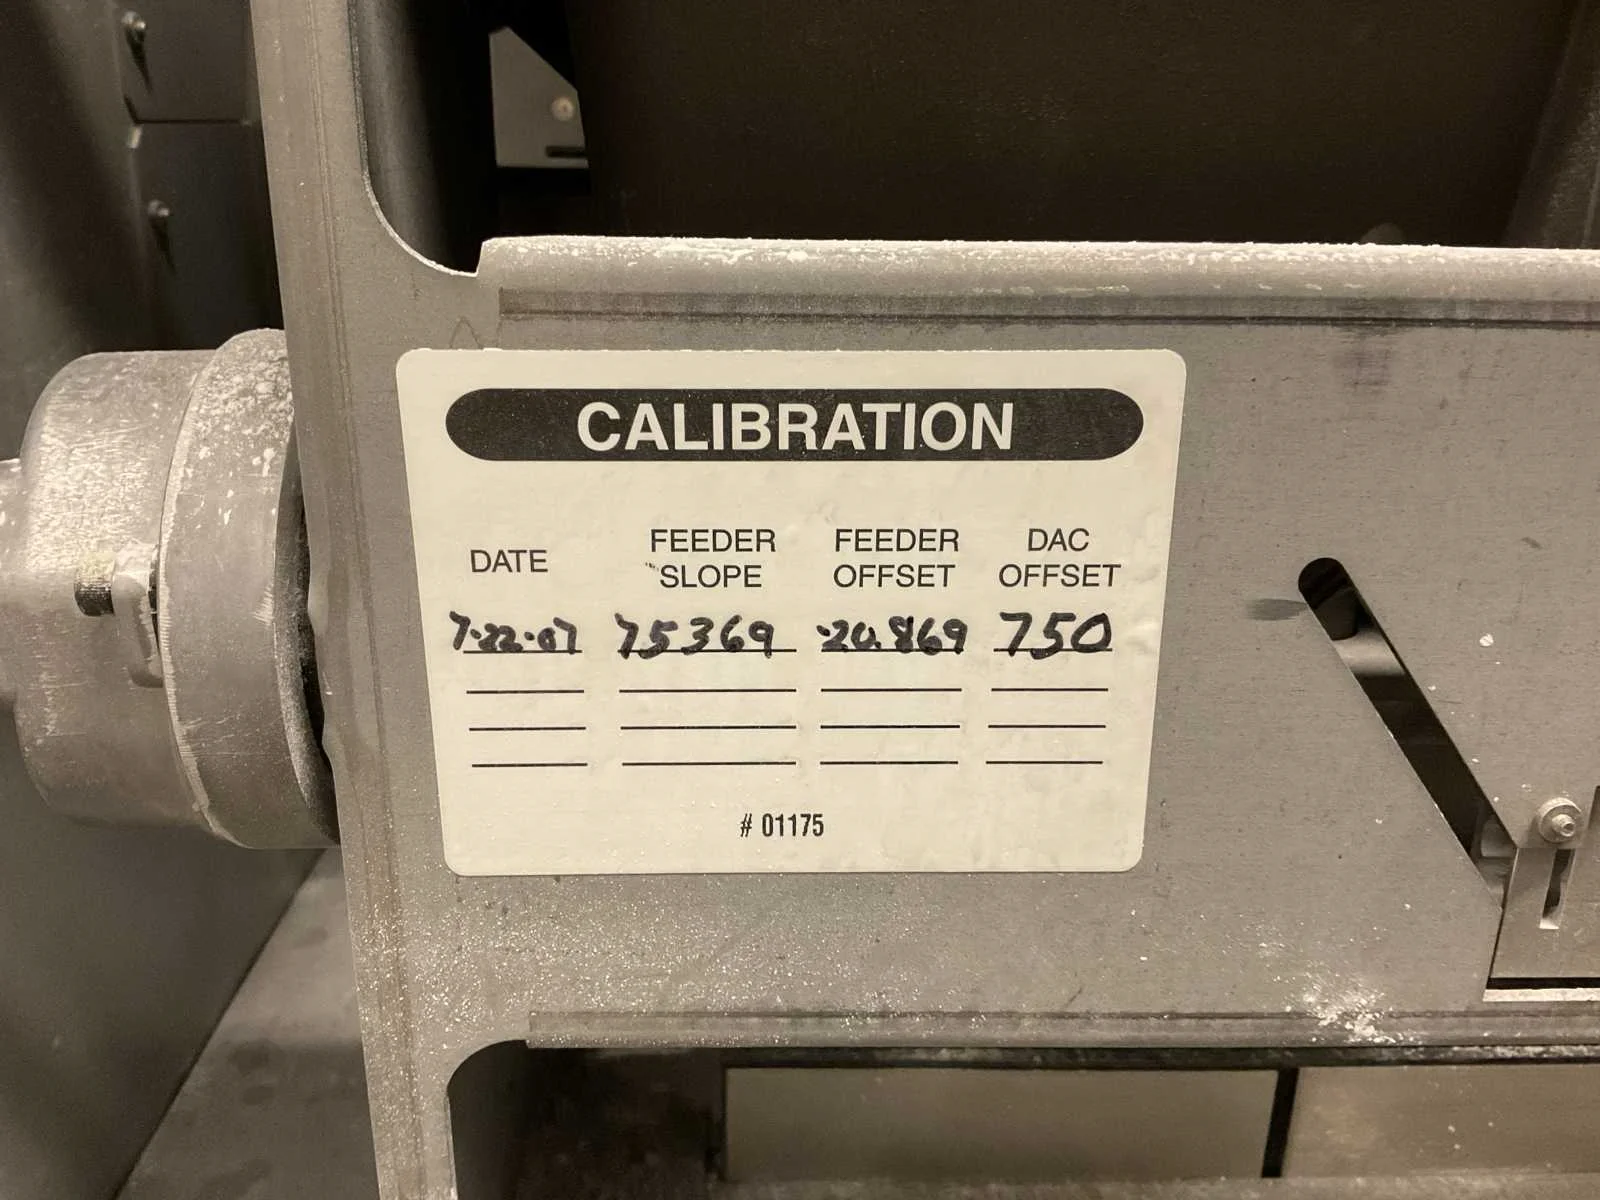 CALIBRATION
DATE FEEDER SLOPE FEEDER OFFSET DAC OFFSET
7-22-07 75369 -20.869 750
# 01175